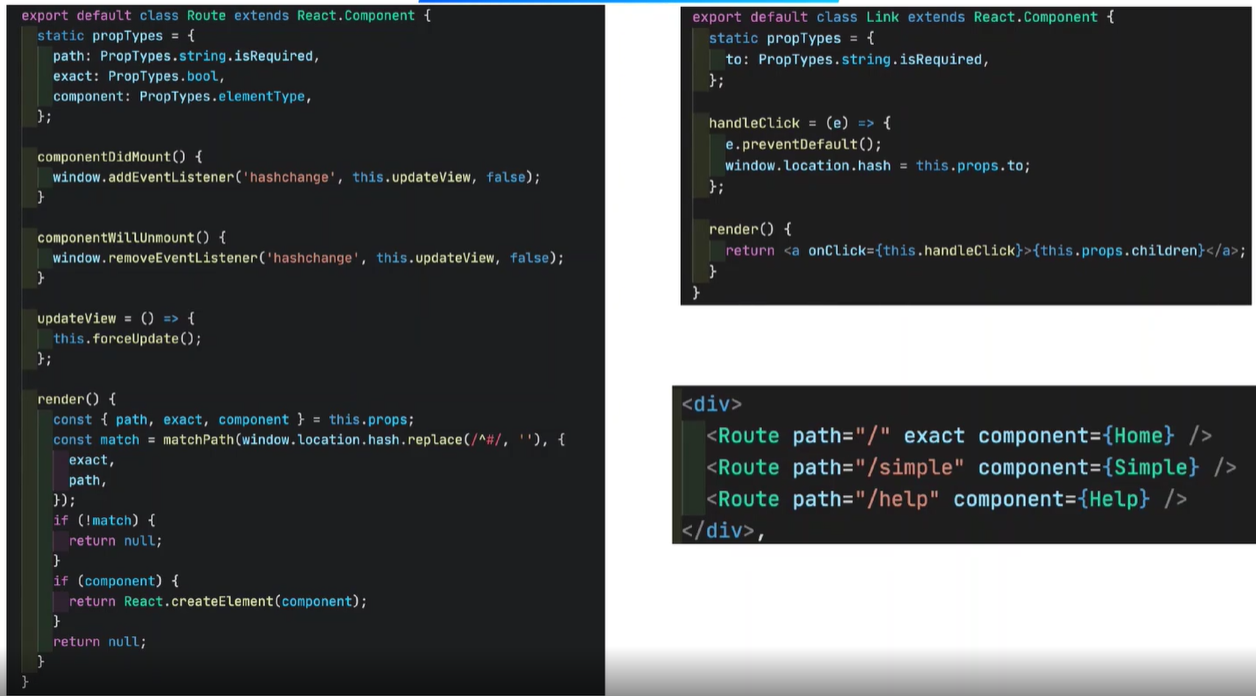 export default class Route extends React.Component {
static propTypes = {
path: PropTypes.string.isRequired,
exact: PropTypes.bool,
component: PropTypes.elementType,
};
componentDidMount() {
window.addEventListener('hashchange', this.updateView, false);
}
componentWillUnmount() {
window.removeEventListener('hashchange', this.updateView, false);
}
updateView = () => {
this.forceUpdate();
};
render() {
const { path, exact, component } = this.props;
const match = matchPath(window.location.hash.replace(/^#/, ''), {
exact,
path,
});
if (!match) {
return null;
}
if (component) {
return React.createElement(component);
}
return null;
}
}
export default class Link extends React.Component {
static propTypes = {
to: PropTypes.string.isRequired,
};
handleClick = (e) => {
e.preventDefault();
window.location.hash = this.props.to;
};
render() {
return <a onClick={this.handleClick}>{this.props.children}</a>;
}
}
<div>
<Route path="/" exact component={Home} />
<Route path="/simple" component={Simple} />
<Route path="/help" component={Help} />
</div>,